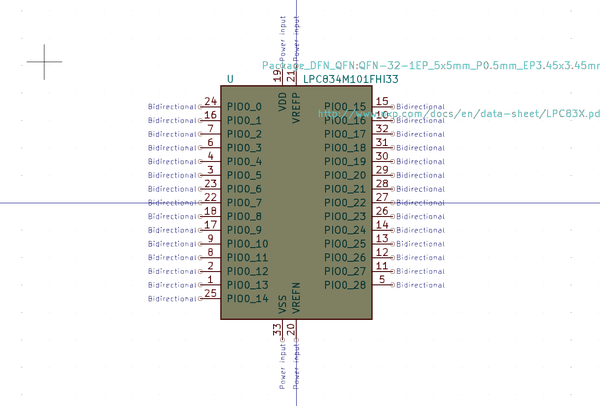 Power input Power input
Package_DFN_QFN:QFN-32-1EP_5x5mm_P0.5mm_EP3.45x3.45mm
19 21
U LPC834M101FHI33
VDD VREFP
Bidirectional 24 PIO0_0 PIO0_15 15 Bidirectional
http://www.nxp.com/docs/en/data-sheet/LPC83X.pd
Bidirectional 16 PIO0_1 PIO0_16 10 Bidirectional
Bidirectional 7 PIO0_2 PIO0_17 32 Bidirectional
Bidirectional 6 PIO0_3 PIO0_18 31 Bidirectional
Bidirectional 4 PIO0_4 PIO0_19 30 Bidirectional
Bidirectional 3 PIO0_5 PIO0_20 29 Bidirectional
Bidirectional 23 PIO0_6 PIO0_21 28 Bidirectional
Bidirectional 22 PIO0_7 PIO0_22 27 Bidirectional
Bidirectional 18 PIO0_8 PIO0_23 26 Bidirectional
Bidirectional 17 PIO0_9 PIO0_24 14 Bidirectional
Bidirectional 9 PIO0_10 PIO0_25 13 Bidirectional
Bidirectional 8 PIO0_11 PIO0_26 12 Bidirectional
Bidirectional 2 PIO0_12 PIO0_27 11 Bidirectional
Bidirectional 1 PIO0_13 PIO0_28 5 Bidirectional
Bidirectional 25 PIO0_14
VSS VREFN
33 20
Power input Power input